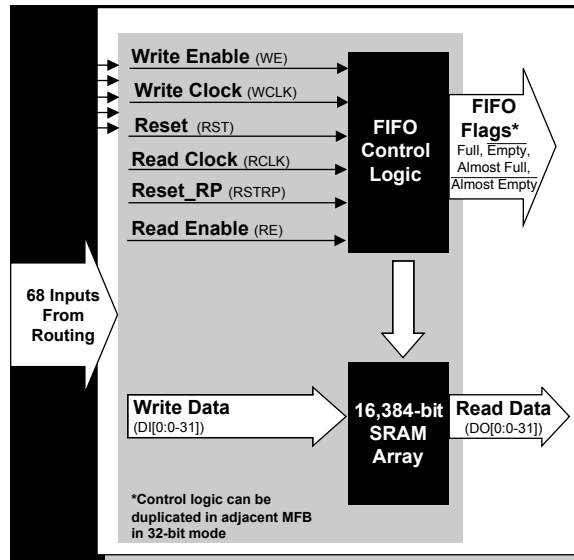 Write Enable (WE)
Write Clock (WCLK)
Reset (RST)
Read Clock (RCLK)
Reset_RP (RSTRP)
Read Enable (RE)
FIFO
Control
Logic
FIFO
Flags*
Full, Empty,
Almost Full,
Almost Empty
68 Inputs
From
Routing
Write Data
(DI[0:0-31])
16,384-bit
SRAM
Array
Read Data
(DO[0:0-31])
*Control logic can be
duplicated in adjacent MFB
in 32-bit mode